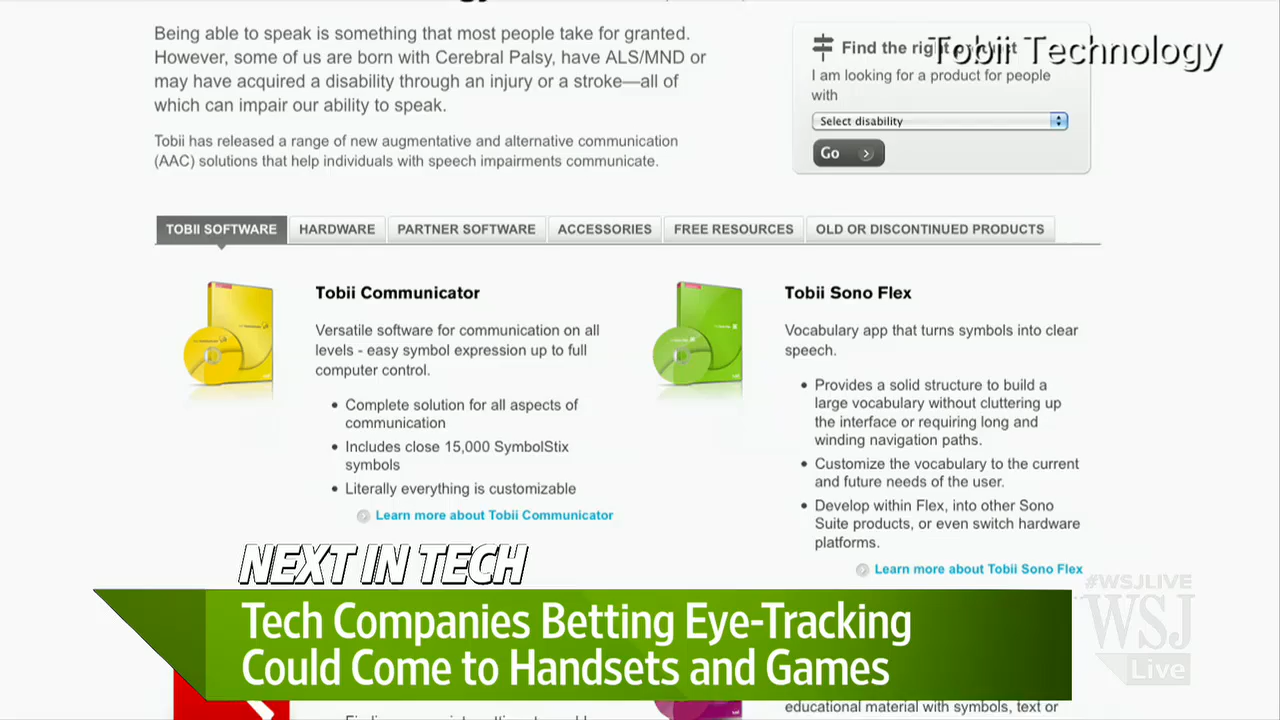 Being able to speak is something that most people take for granted.
However, some of us are born with Cerebral Palsy, have ALS/MND or
may have acquired a disability through an injury or a stroke—all of
which can impair our ability to speak.
Tobii has released a range of new augmentative and alternative communication
(AAC) solutions that help individuals with speech impairments communicate.
Find the right
Tobii Technology
I am looking for a product for people
with
Select disability
Go
TOBII SOFTWARE
HARDWARE
PARTNER SOFTWARE
ACCESSORIES
FREE RESOURCES
OLD OR DISCONTINUED PRODUCTS
Tobii Communicator
Versatile software for communication on all
levels - easy symbol expression up to full
computer control.
• Complete solution for all aspects of
communication
• Includes close 15,000 SymbolStix
symbols
• Literally everything is customizable
Learn more about Tobii Communicator
Tobii Sono Flex
Vocabulary app that turns symbols into clear
speech.
• Provides a solid structure to build a
large vocabulary without cluttering up
the interface or requiring long and
winding navigation paths.
• Customize the vocabulary to the current
and future needs of the user.
• Develop within Flex, into other Sono
Suite products, or even switch hardware
platforms.
Learn more about Tobii Sono Flex
NEXT IN TECH
Tech Companies Betting Eye-Tracking
Could Come to Handsets and Games
#WSJLIVE
WSJ
Live
educational material with symbols, text or